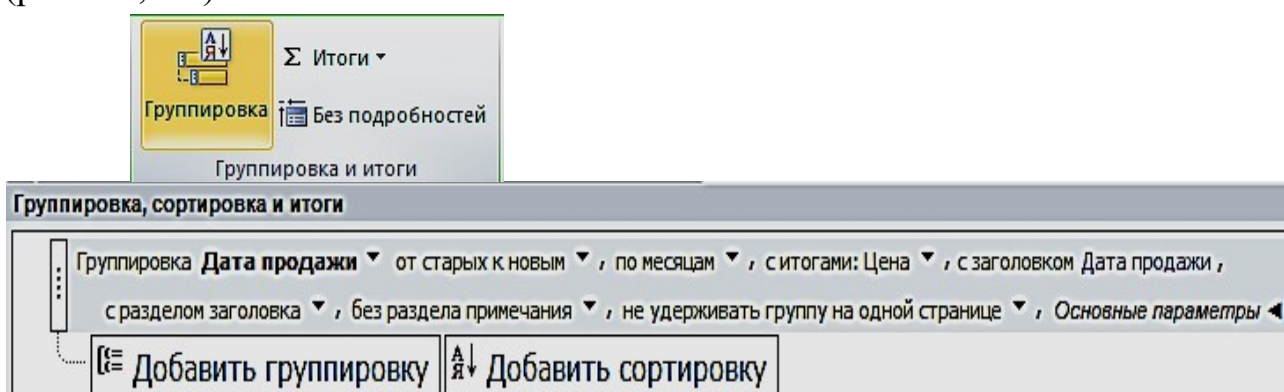 Σ Итоги
Группировка
Без подробностей
Группировка и итоги
Группировка, сортировка и итоги
Группировка Дата продажи ▼ от старых к новым ▼ , по месяцам ▼ , с итогами: Цена ▼ , с заголовком Дата продажи ,
с разделом заголовка ▼ , без раздела примечания ▼ , не удерживать группу на одной странице ▼ , Основные параметры ◄
Добавить группировку АЯ↓ Добавить сортировку